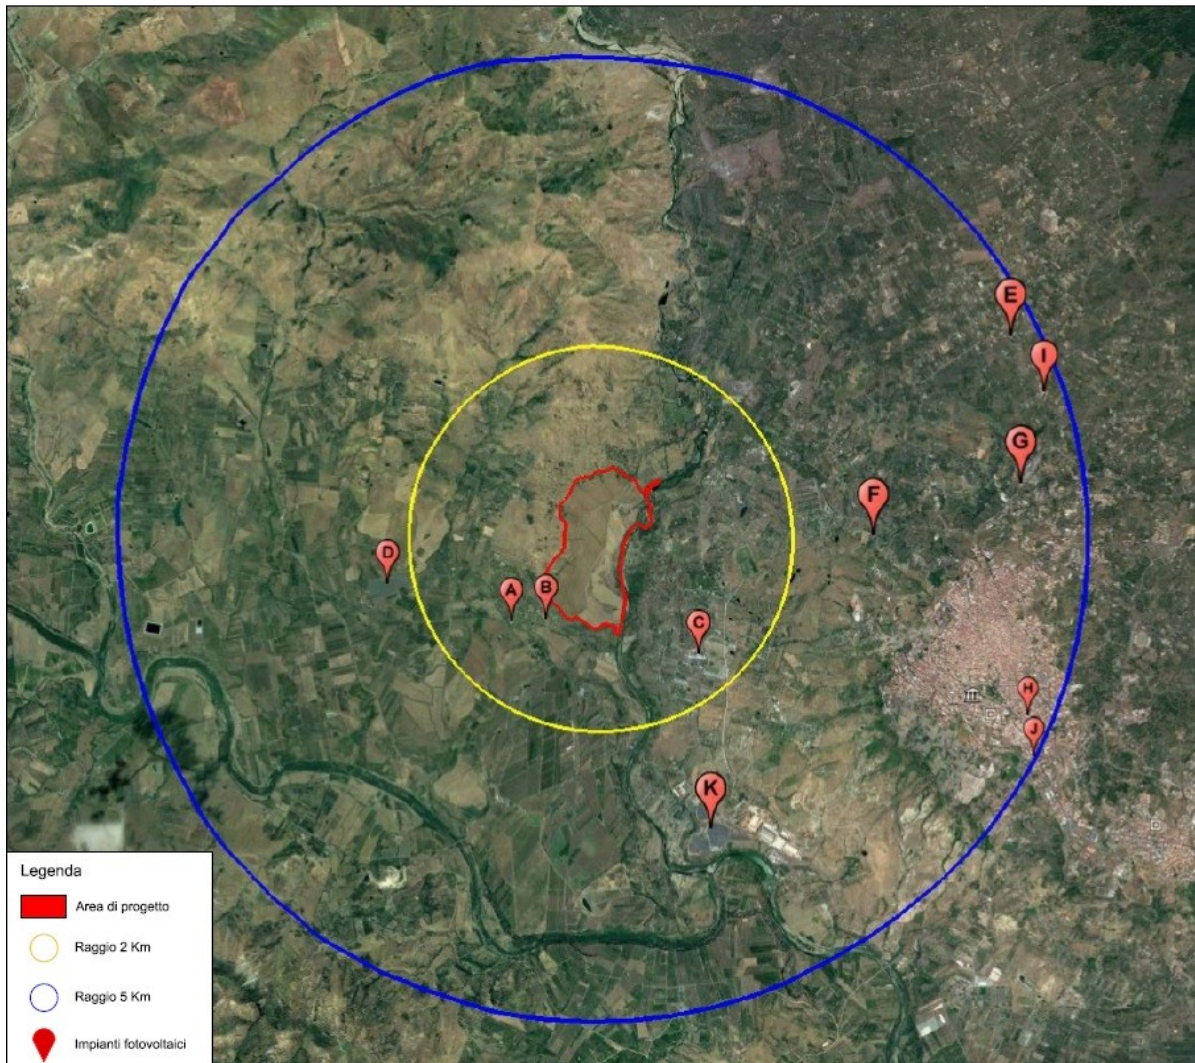 E
I
G
F
D
A
B
C
H
J
K
Legenda
Area di progetto
Raggio 2 Km
Raggio 5 Km
Impianti fotovoltaici